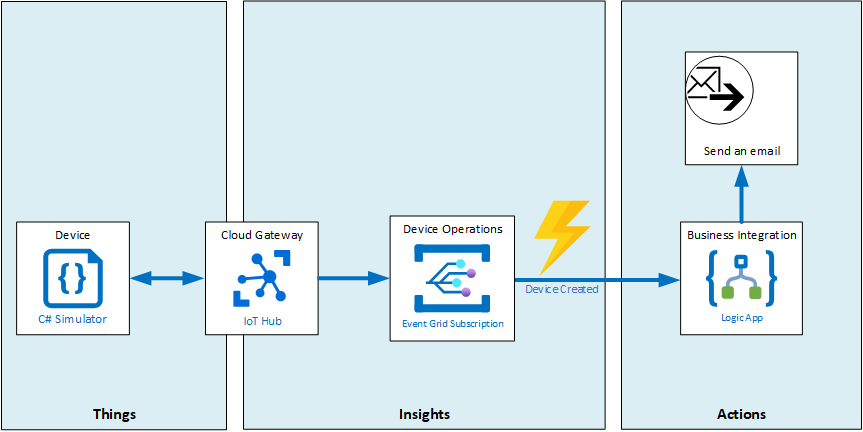 Send an email
Device
C# Simulator
Cloud Gateway
IoT Hub
Device Operations
Event Grid Subscription
Device Created
Business Integration
Logic App
Things
Insights
Actions